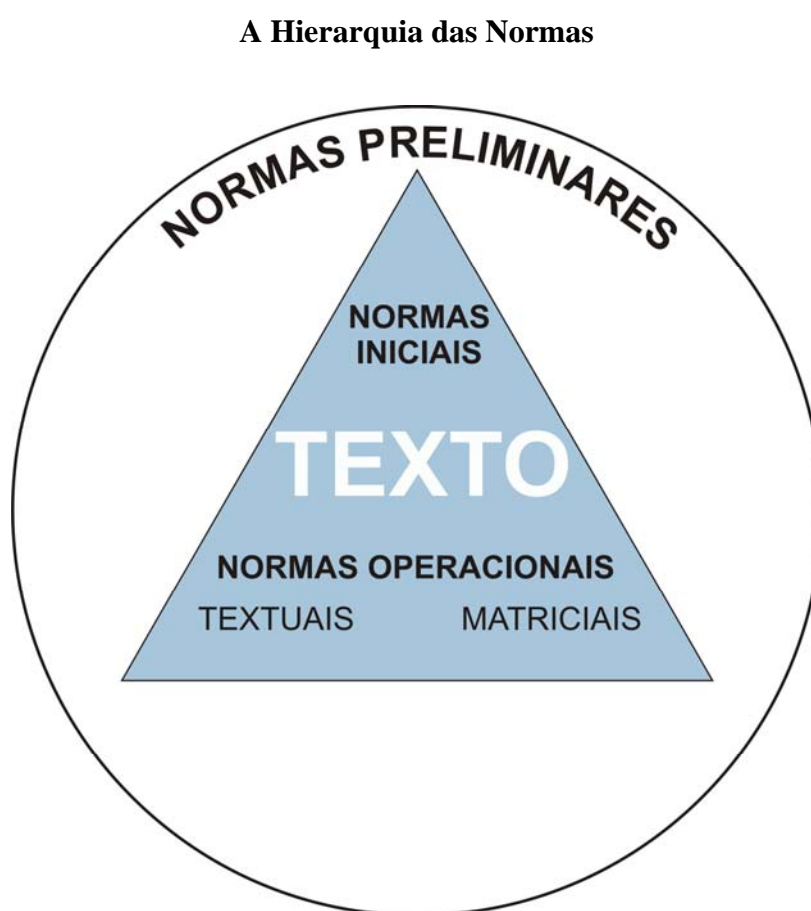 A Hierarquia das Normas
NORMAS PRELIMINARES
NORMAS
INICIAIS
TEXTO
NORMAS OPERACIONAIS
TEXTUAIS MATRICIAIS